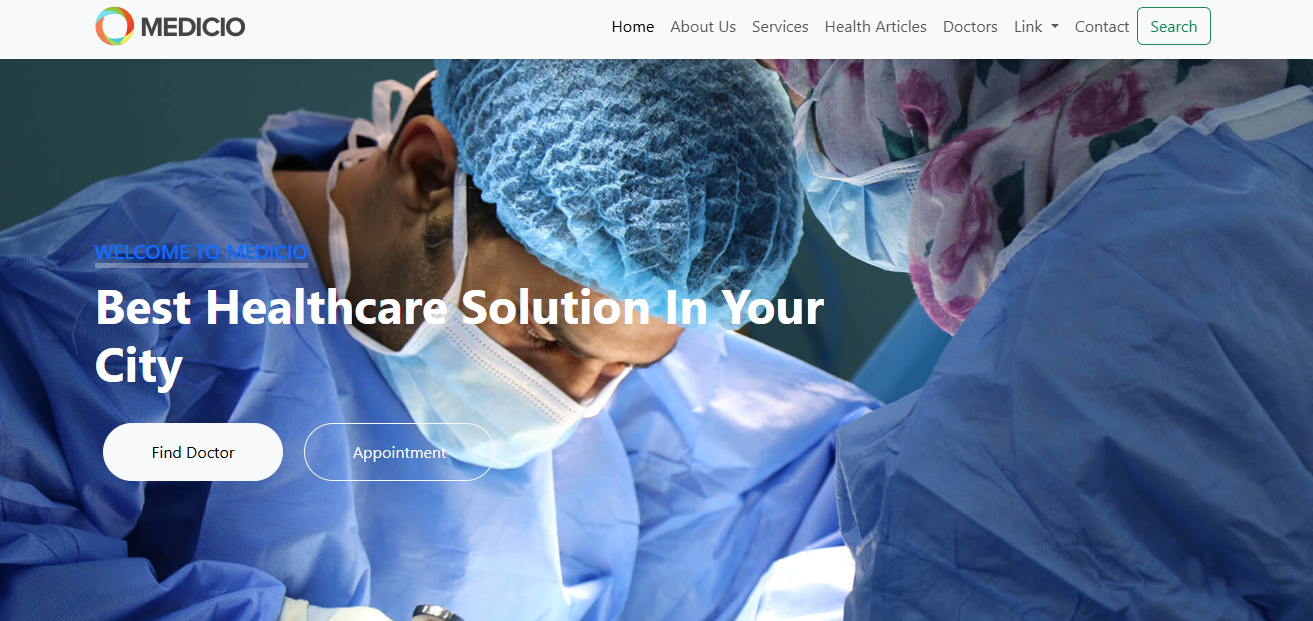 MEDICIO
Home About Us Services Health Articles Doctors Link Contact Search
WELCOME TO MEDICIO
Best Healthcare Solution In Your
City
Find Doctor Appointment